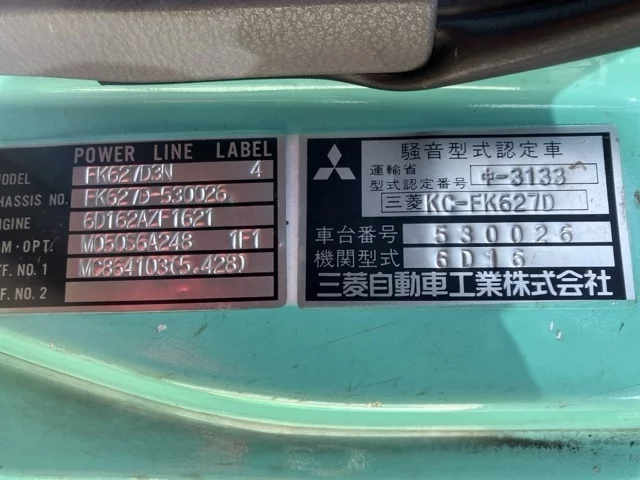 POWER LINE LABEL
MODEL FK627D3N 4
CHASSIS NO. FK627D-530026
ENGINE 6D162AZF1621
M·OPT. M050S6A248 1F1
FF. NO. 1 MC864103(5.428)
FF. NO. 2
騒音型式認定車
運輸省
型式認定番号 中-3133
三菱KC-FK627D
車台番号 530026
機関型式 6D16
三菱自動車工業株式会社